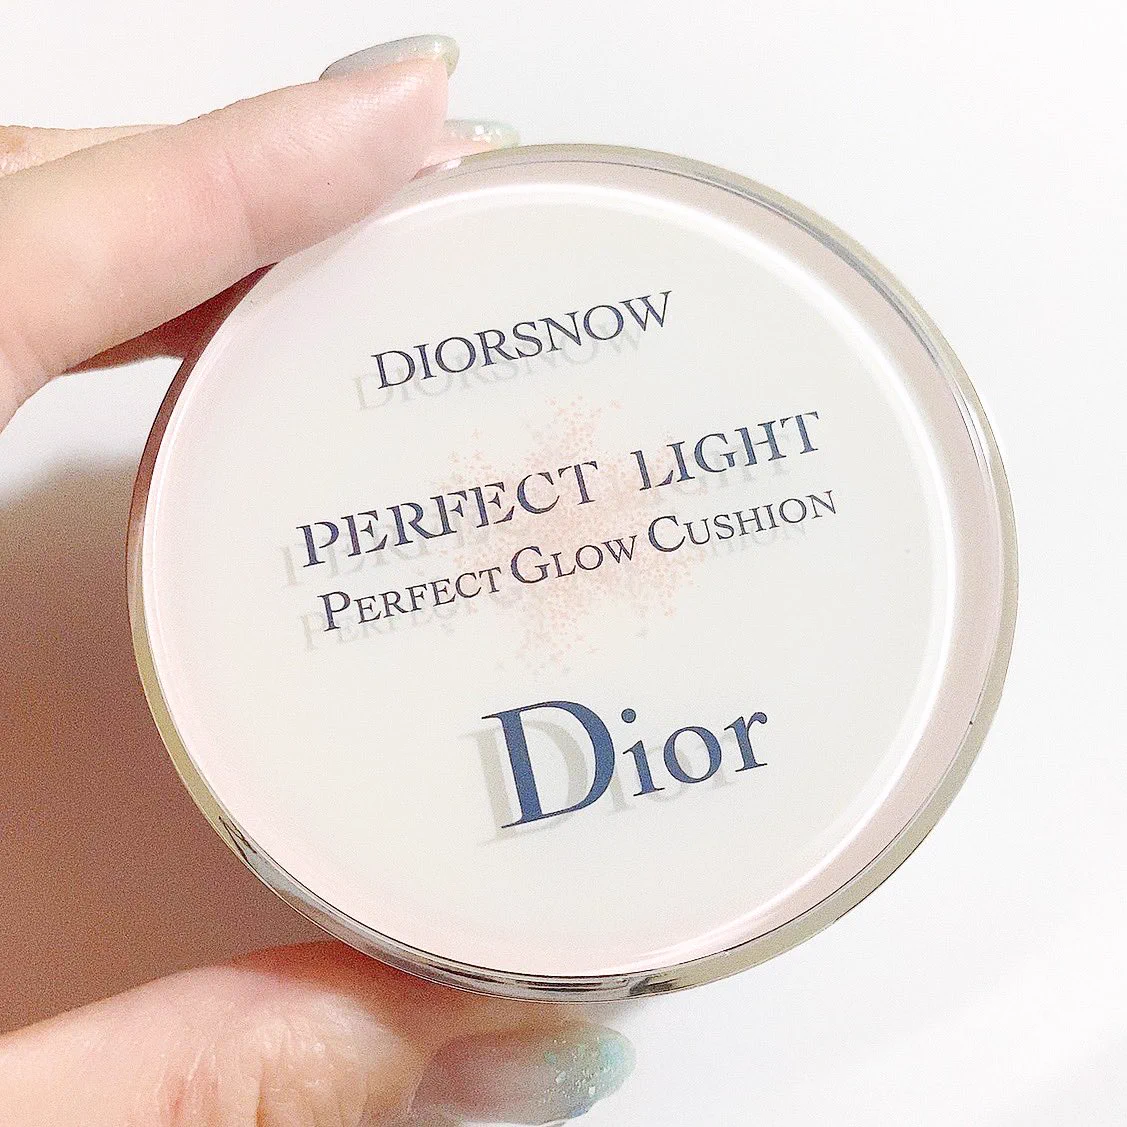 DIORSNOW
PERFECT LIGHT
PERFECT GLOW CUSHION
Dior